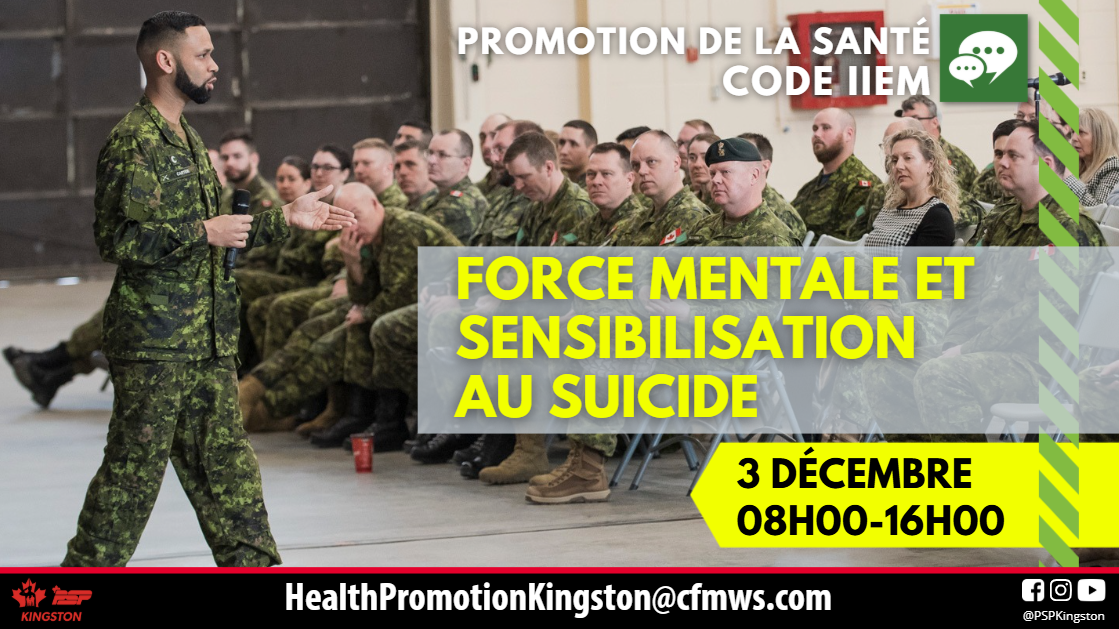 PROMOTION DE LA SANTÉ
CODE IIEM
FORCE MENTALE ET
SENSIBILISATION
AU SUICIDE
3 DÉCEMBRE
08H00-16H00
PSP
KINGSTON
HealthPromotionKingston@cfmws.com
@PSPKingston